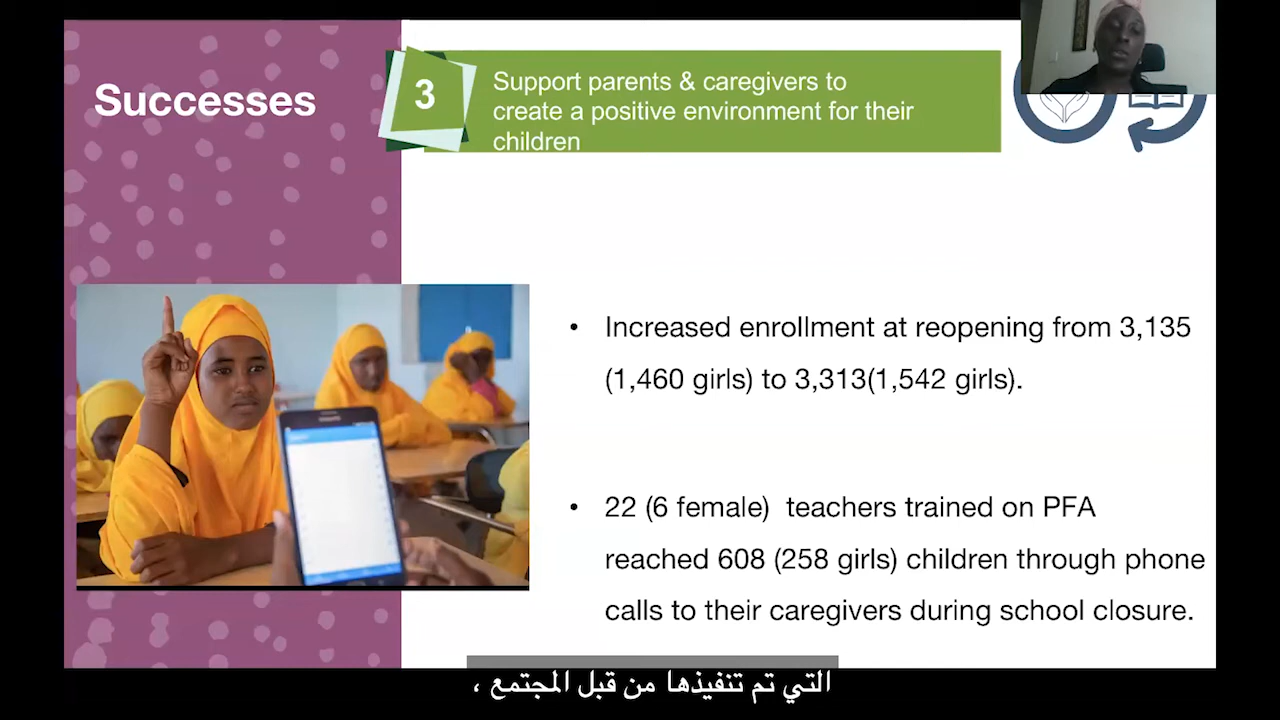 Successes
3
Support parents & caregivers to
create a positive environment for their
children
• Increased enrollment at reopening from 3,135
(1,460 girls) to 3,313(1,542 girls).
• 22 (6 female) teachers trained on PFA
reached 608 (258 girls) children through phone
calls to their caregivers during school closure.
التي تم تنفيذها من قبل المجتمع ،